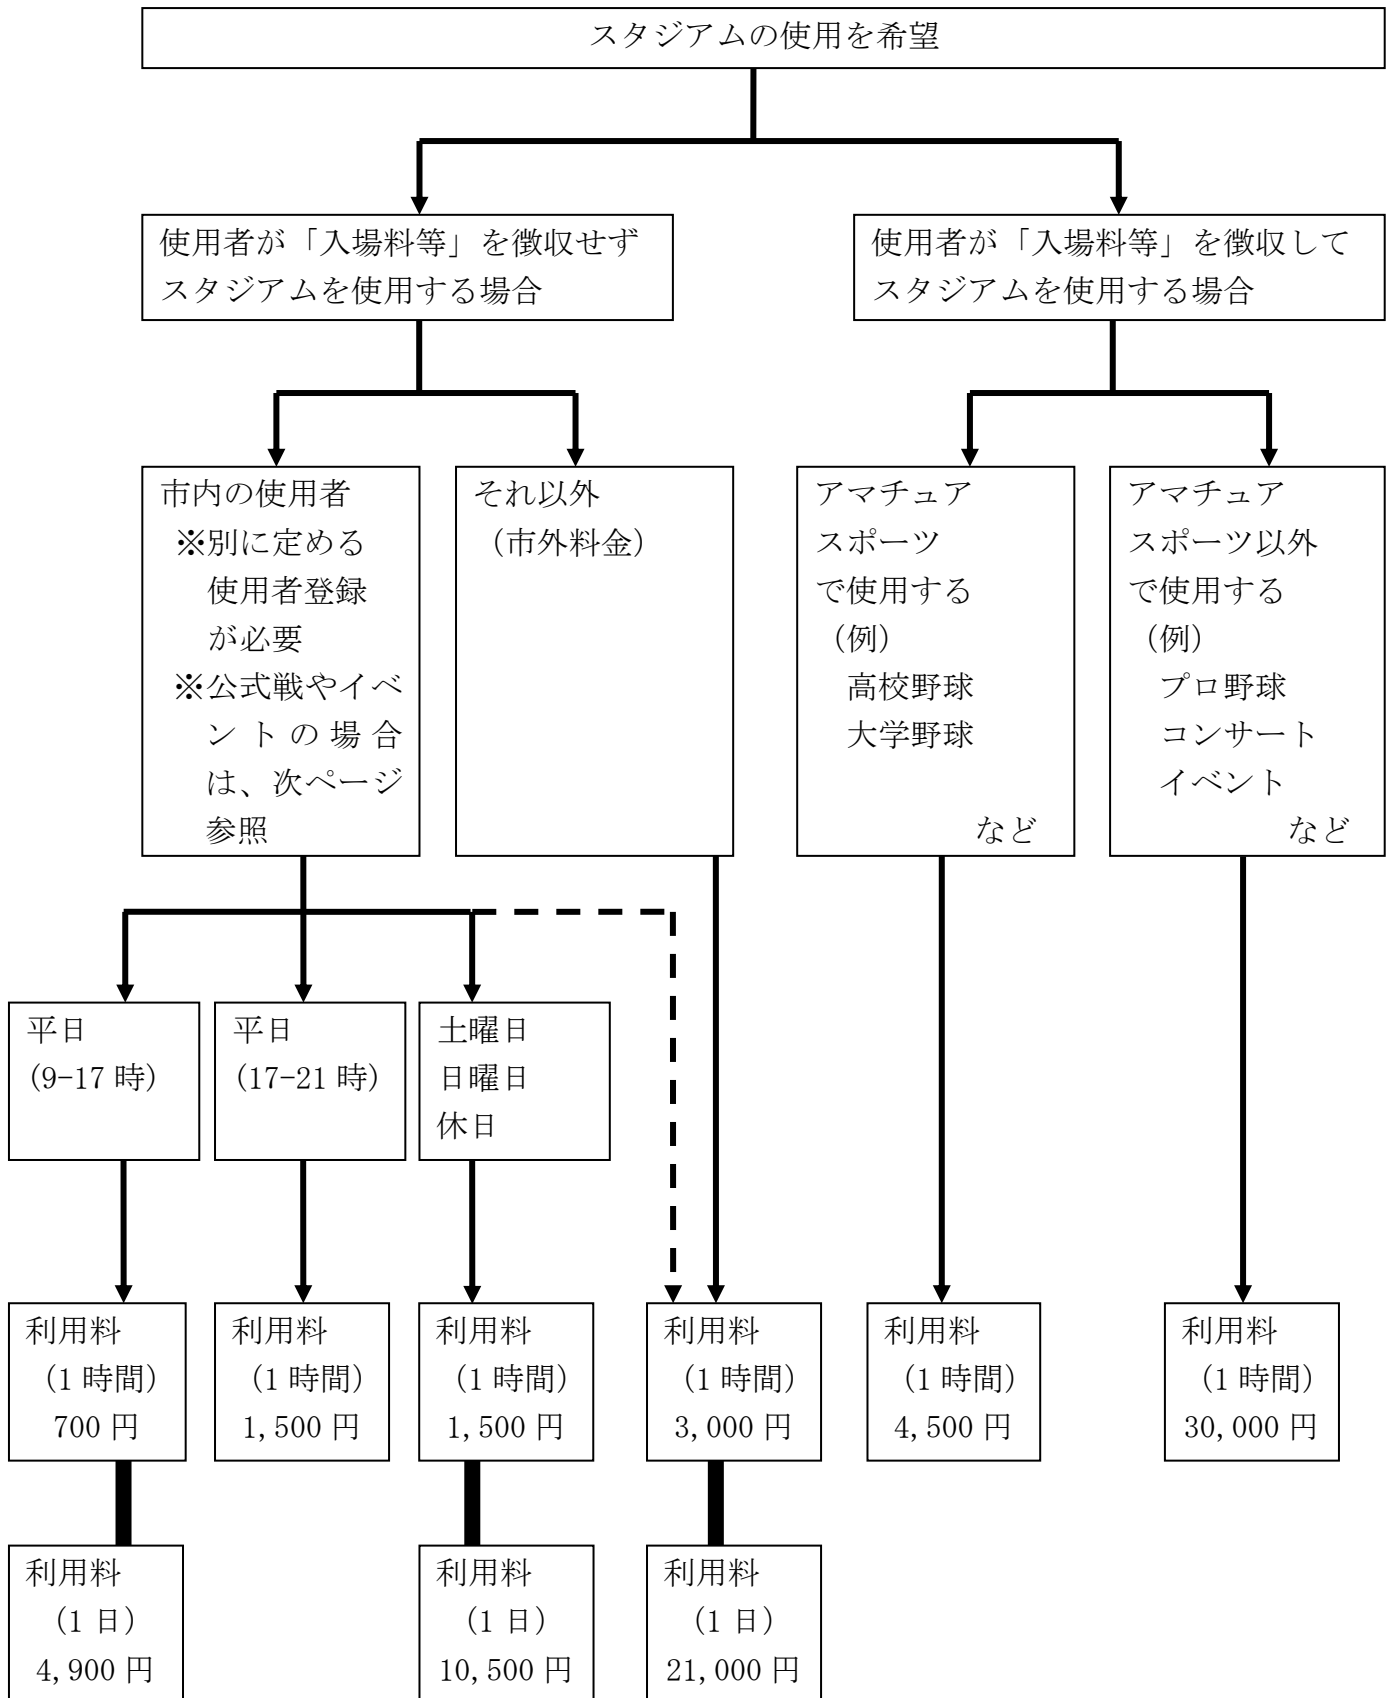 スタジアムの使用を希望
使用者が「入場料等」を徴収せず
スタジアムを使用する場合
使用者が「入場料等」を徴収して
スタジアムを使用する場合
市内の使用者
※別に定める
使用者登録
が必要
※公式戦やイベ
ントの場合
は、次ページ
参照
それ以外
（市外料金）
アマチュア
スポーツ
で使用する
（例）
高校野球
大学野球
など
アマチュア
スポーツ以外
で使用する
（例）
プロ野球
コンサート
イベント
など
平日
(9-17 時)
平日
(17-21 時)
土曜日
日曜日
休日
利用料
（1 時間）
700 円
利用料
（1 時間）
1,500 円
利用料
（1 時間）
1,500 円
利用料
（1 時間）
3,000 円
利用料
（1 時間）
4,500 円
利用料
（1 時間）
30,000 円
利用料
（1 日）
4,900 円
利用料
（1 日）
10,500 円
利用料
（1 日）
21,000 円